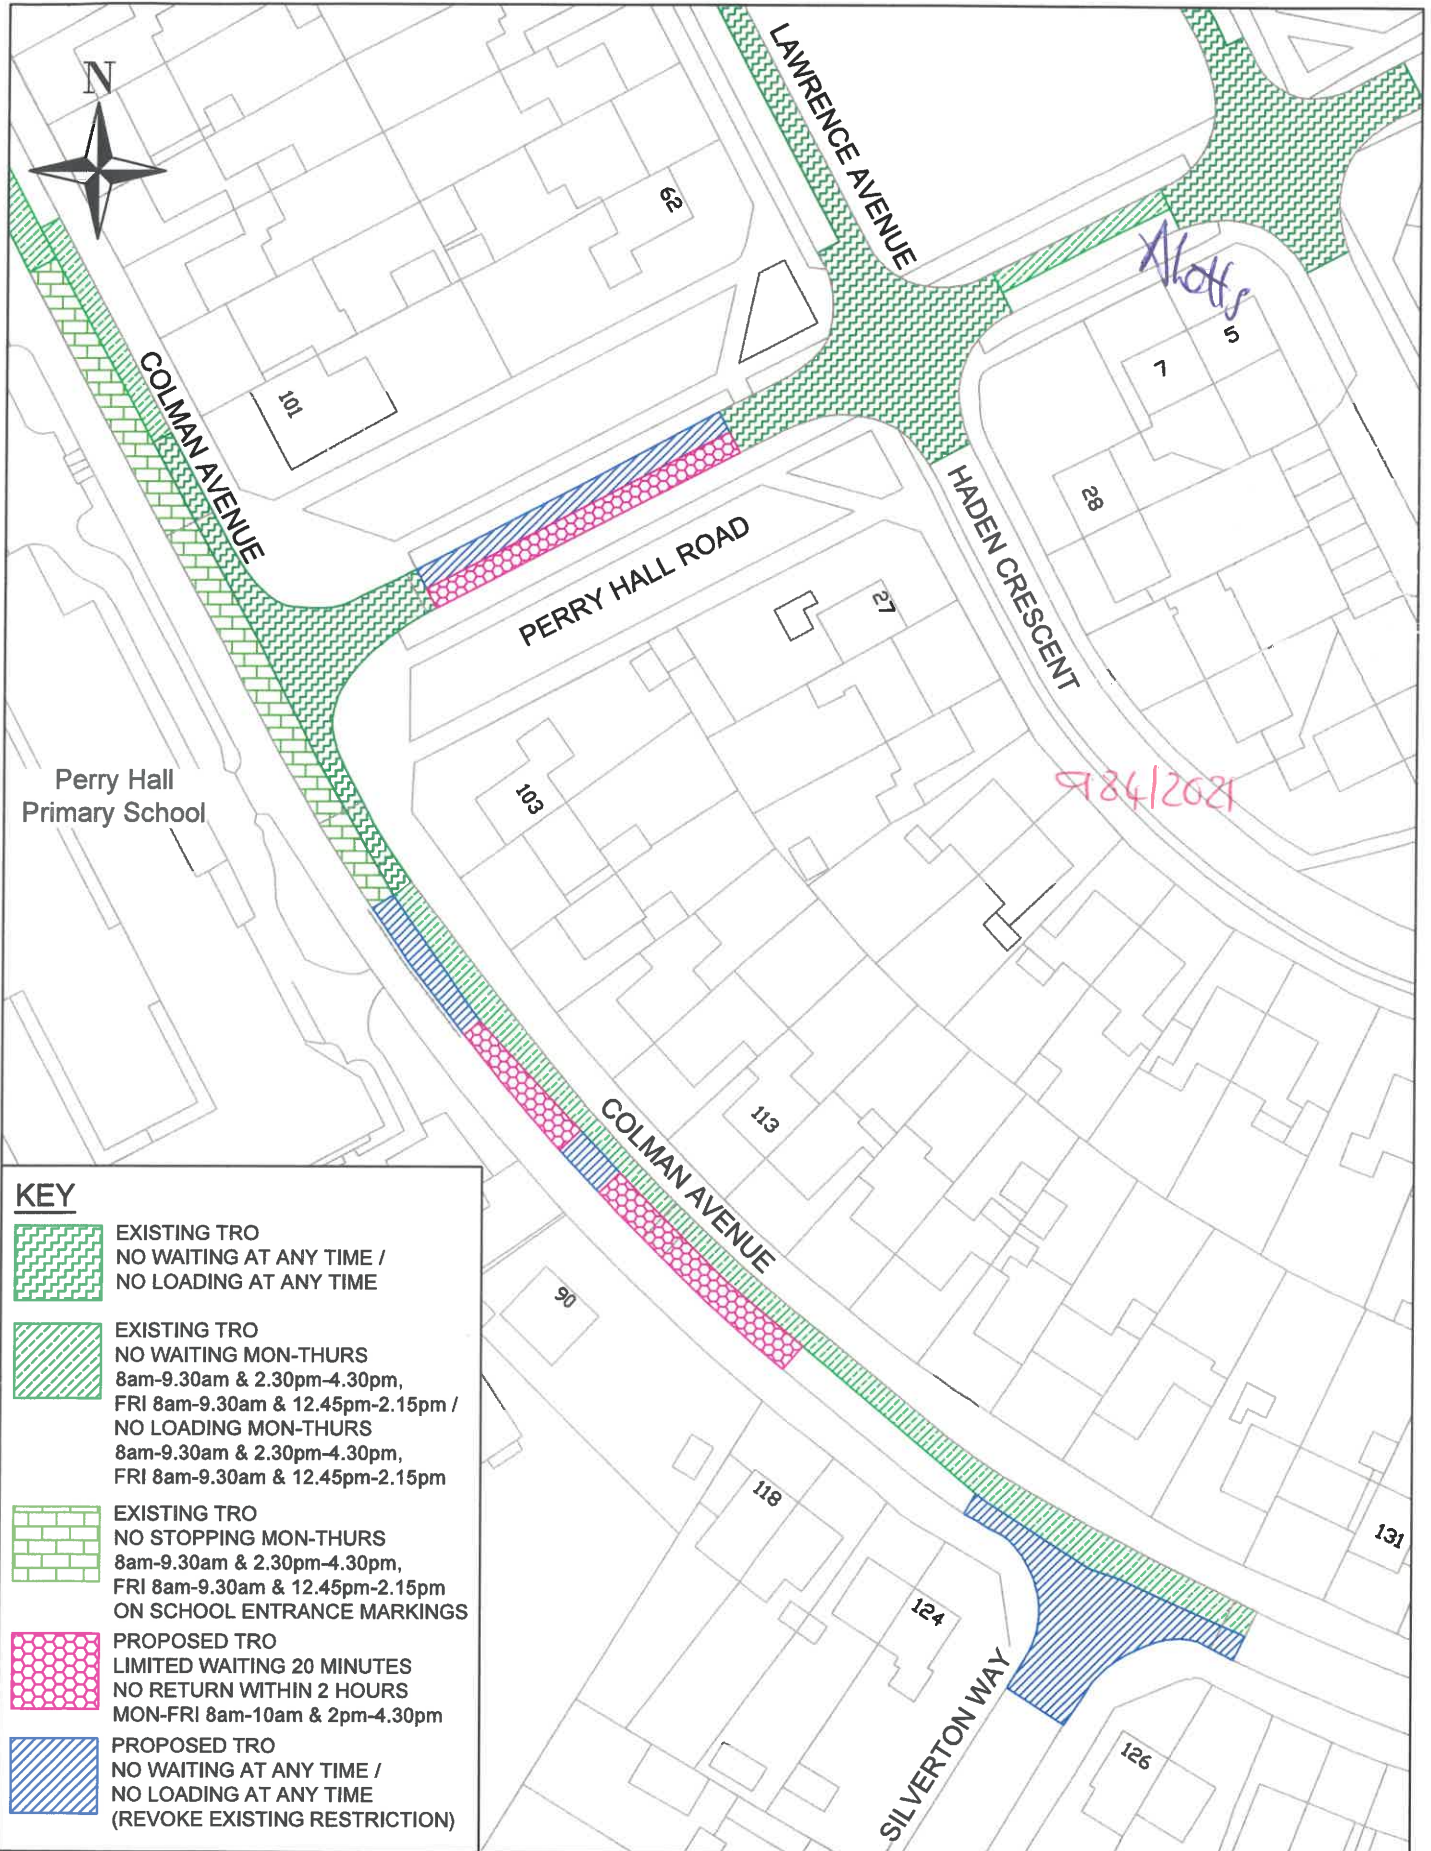 N
LAWRENCE AVENUE
62
COLMAN AVENUE
101
5
7
28
HADEN CRESCENT
PERRY HALL ROAD
27
Perry Hall
Primary School
103
9184/2021
COLMAN AVENUE
113
90
118
124
131
126
SILVERTON WAY
KEY
EXISTING TRO
NO WAITING AT ANY TIME /
NO LOADING AT ANY TIME
EXISTING TRO
NO WAITING MON-THURS
8am-9.30am & 2.30pm-4.30pm,
FRI 8am-9.30am & 12.45pm-2.15pm /
NO LOADING MON-THURS
8am-9.30am & 2.30pm-4.30pm,
FRI 8am-9.30am & 12.45pm-2.15pm
EXISTING TRO
NO STOPPING MON-THURS
8am-9.30am & 2.30pm-4.30pm,
FRI 8am-9.30am & 12.45pm-2.15pm
ON SCHOOL ENTRANCE MARKINGS
PROPOSED TRO
LIMITED WAITING 20 MINUTES
NO RETURN WITHIN 2 HOURS
MON-FRI 8am-10am & 2pm-4.30pm
PROPOSED TRO
NO WAITING AT ANY TIME /
NO LOADING AT ANY TIME
(REVOKE EXISTING RESTRICTION)